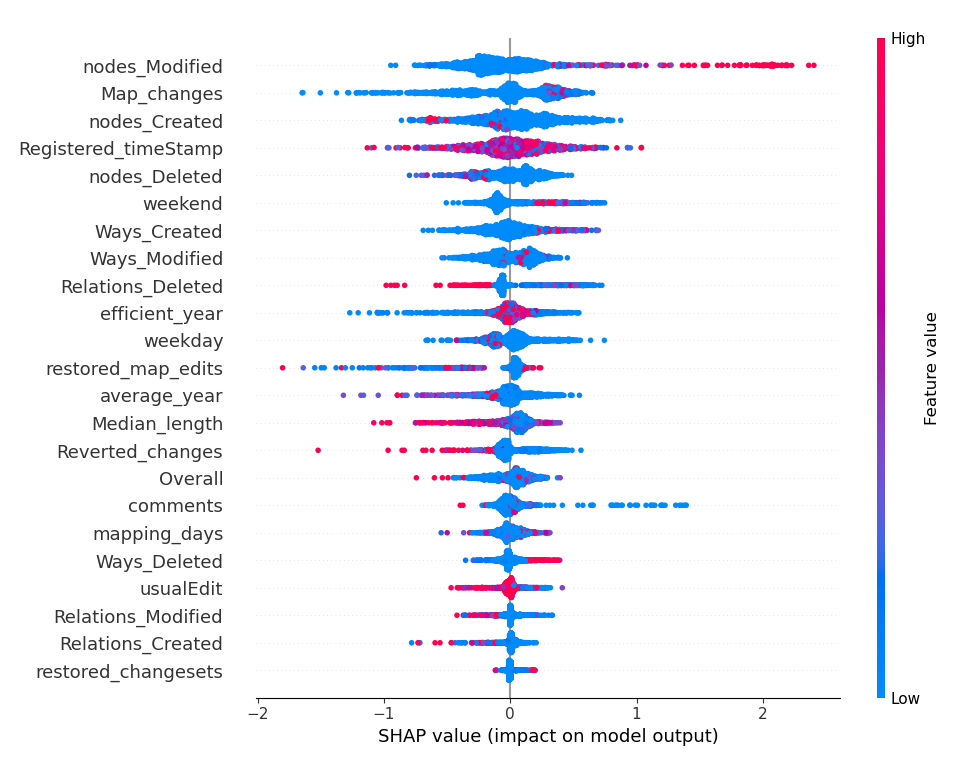 High
nodes_Modified
Map_changes
nodes_Created
Registered_timeStamp
nodes_Deleted
weekend
Ways_Created
Ways_Modified
Relations_Deleted
efficient_year
weekday
restored_map_edits
average_year
Median_length
Reverted_changes
Overall
comments
mapping_days
Ways_Deleted
usualEdit
Relations_Modified
Relations_Created
restored_changesets
Feature value
Low
−2 −1 0 1 2
SHAP value (impact on model output)